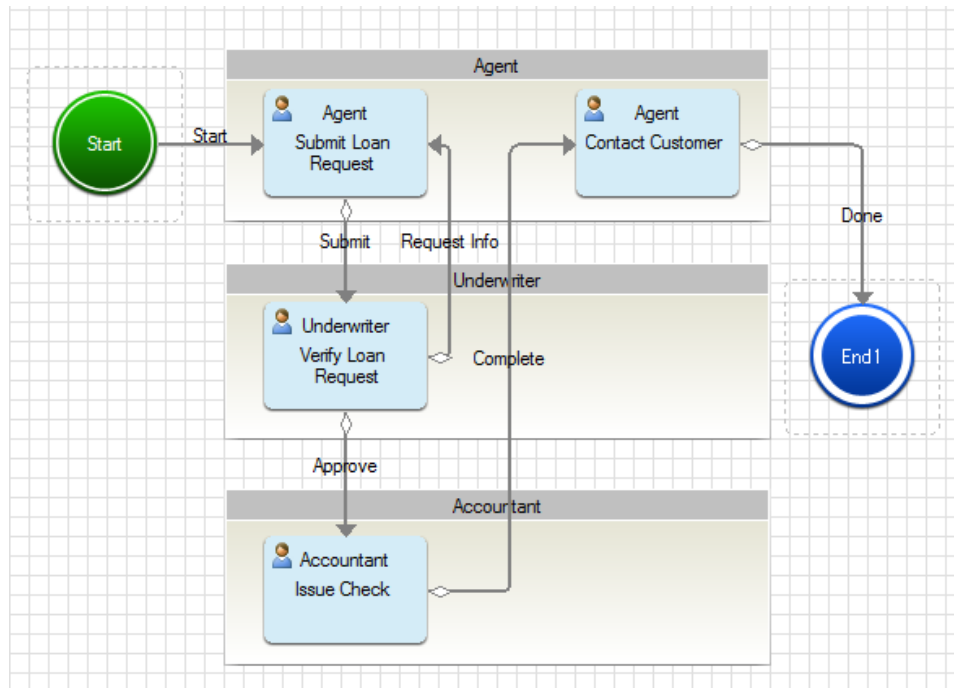 Agent
Agent
Submit Loan
Request
Agent
Contact Customer
Start
Start
Done
Submit
Request Info
Underwriter
Underwriter
Verify Loan
Request
Complete
End1
Approve
Accountant
Accountant
Issue Check